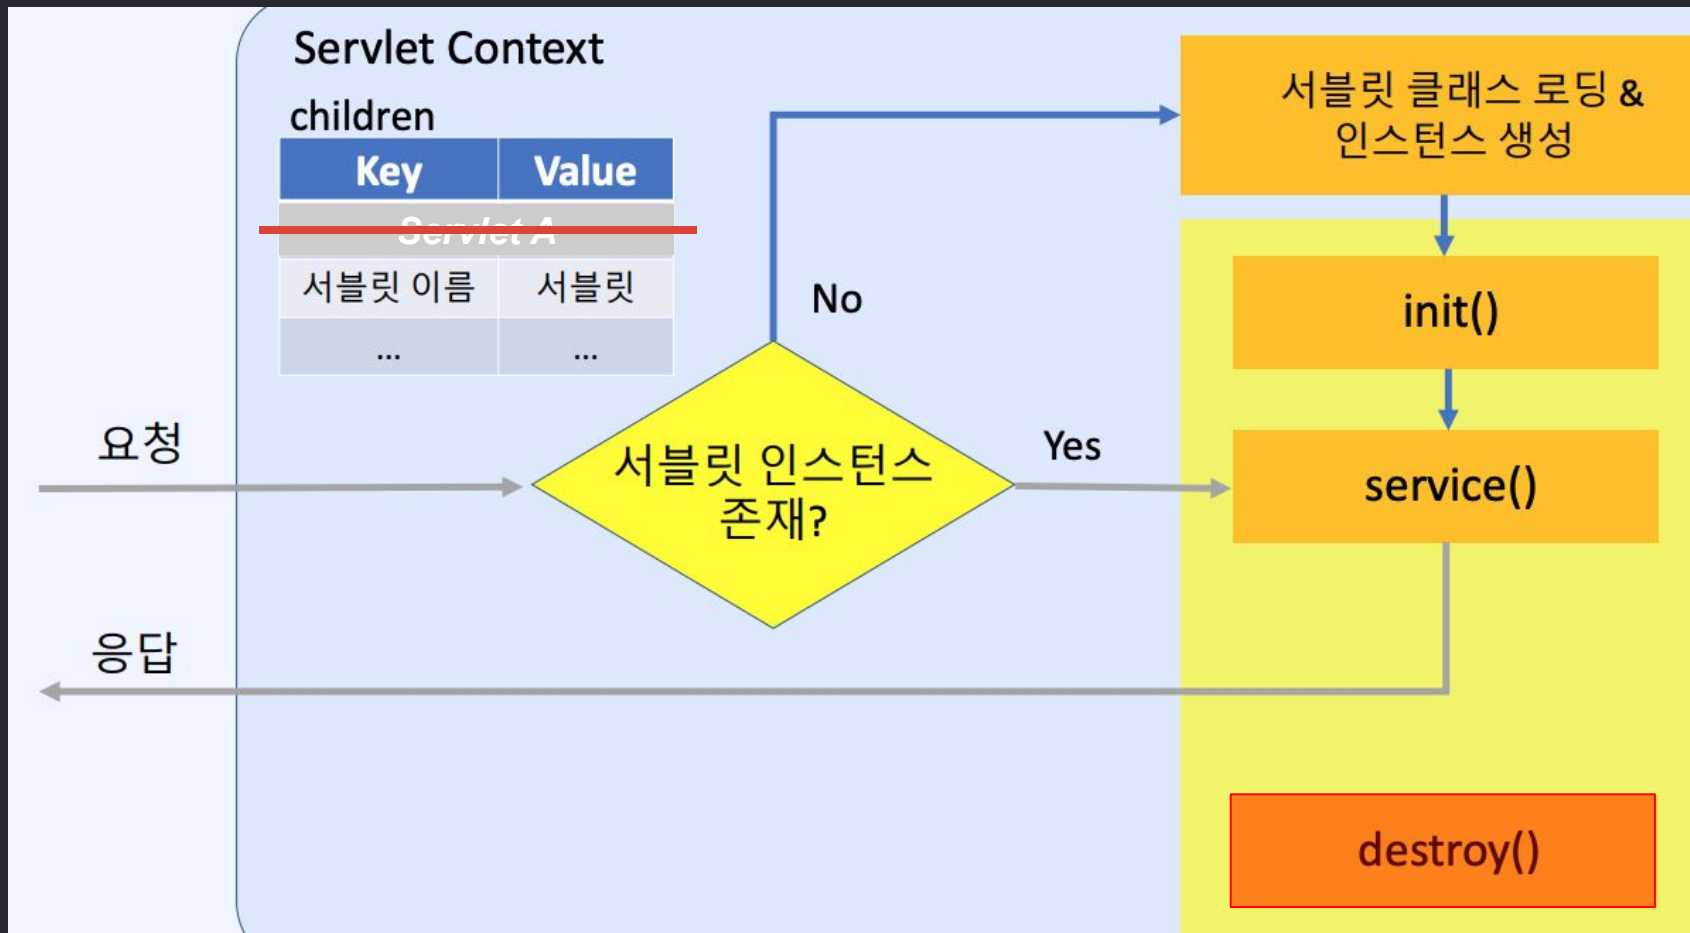 Servlet Context
children
Key Value
Servlet A
서블릿 이름 서블릿
... ...
요청
응답
서블릿 인스턴스
존재?
No
Yes
서블릿 클래스 로딩 &
인스턴스 생성
init()
service()
destroy()